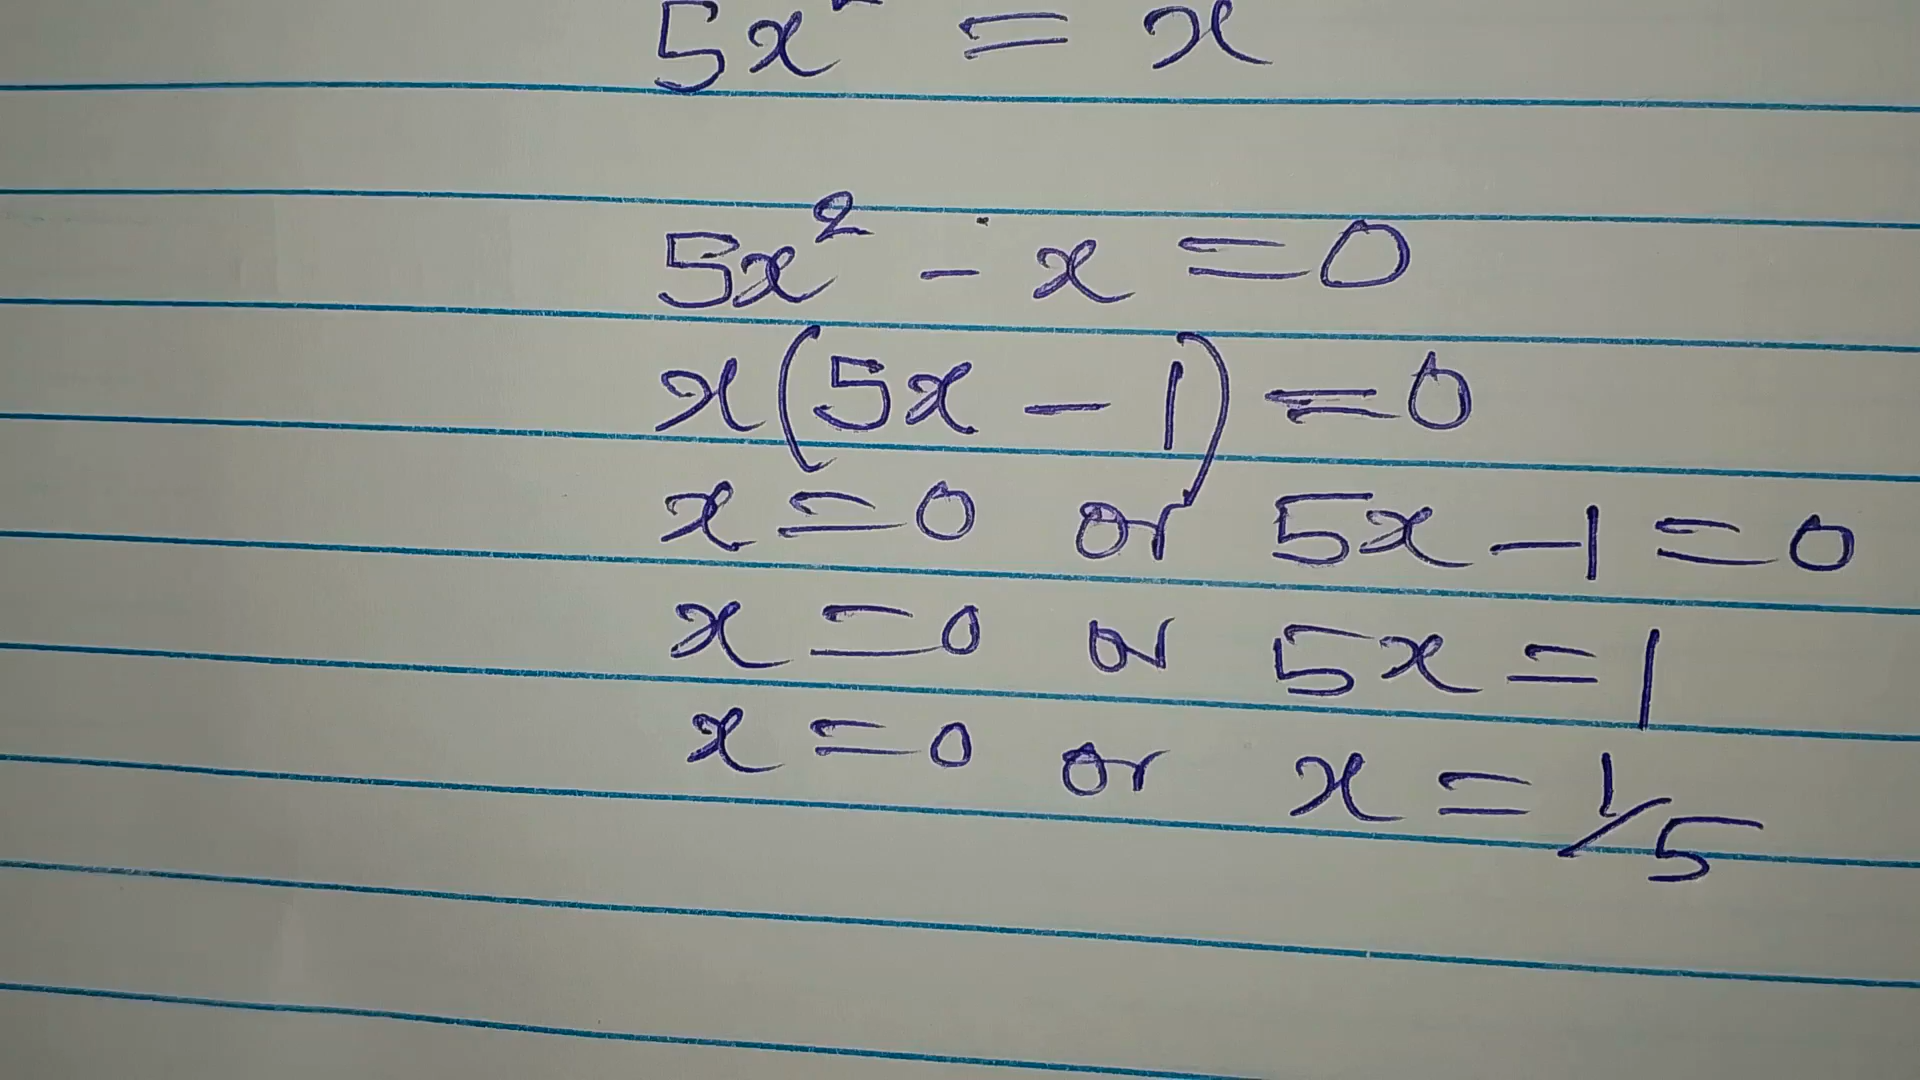 5x² = x
5x² - x = 0
x(5x - 1) = 0
x = 0 or 5x - 1 = 0
x = 0 or 5x = 1
x = 0 or x = 1/5